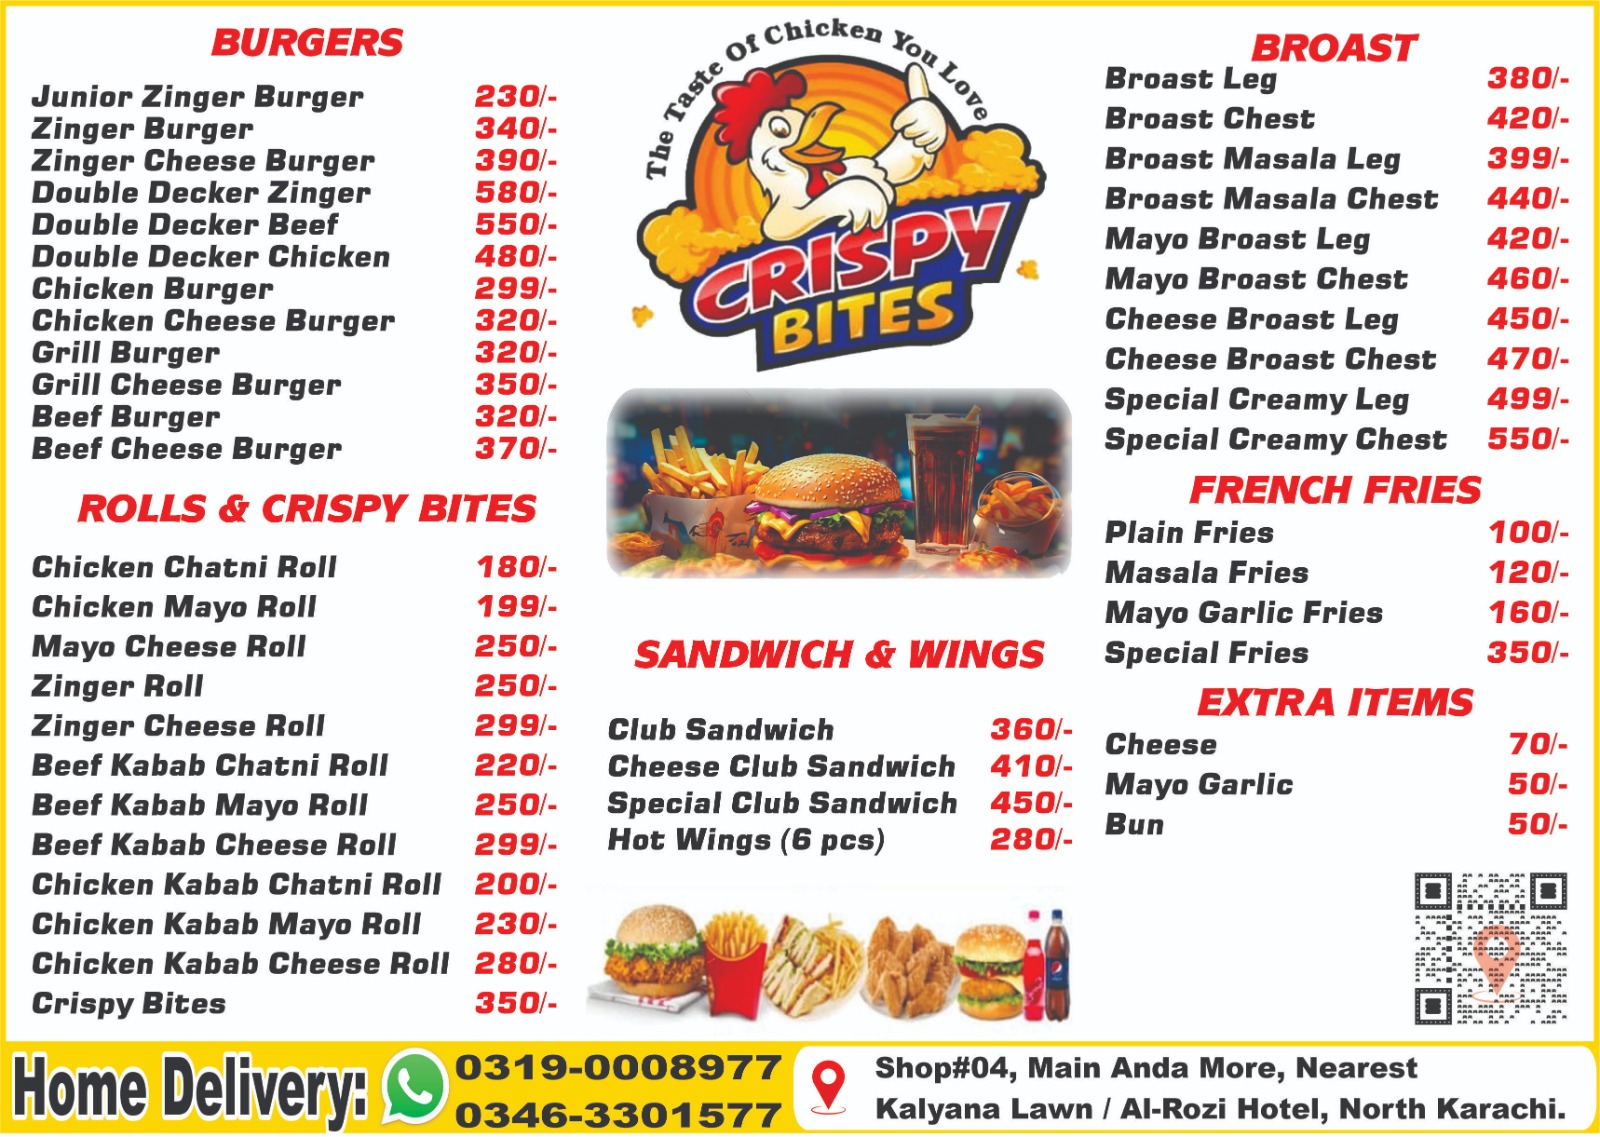 BURGERS
Junior Zinger Burger 230/-
Zinger Burger 340/-
Zinger Cheese Burger 390/-
Double Decker Zinger 580/-
Double Decker Beef 550/-
Double Decker Chicken 480/-
Chicken Burger 299/-
Chicken Cheese Burger 320/-
Grill Burger 320/-
Grill Cheese Burger 350/-
Beef Burger 320/-
Beef Cheese Burger 370/-
ROLLS & CRISPY BITES
Chicken Chatni Roll 180/-
Chicken Mayo Roll 199/-
Mayo Cheese Roll 250/-
Zinger Roll 250/-
Zinger Cheese Roll 299/-
Beef Kabab Chatni Roll 220/-
Beef Kabab Mayo Roll 250/-
Beef Kabab Cheese Roll 299/-
Chicken Kabab Chatni Roll 200/-
Chicken Kabab Mayo Roll 230/-
Chicken Kabab Cheese Roll 280/-
Crispy Bites 350/-
The Taste Of Chicken You Love
CRISPY
BITES
SANDWICH & WINGS
Club Sandwich 360/-
Cheese Club Sandwich 410/-
Special Club Sandwich 450/-
Hot Wings (6 pcs) 280/-
BROAST
Broast Leg 380/-
Broast Chest 420/-
Broast Masala Leg 399/-
Broast Masala Chest 440/-
Mayo Broast Leg 420/-
Mayo Broast Chest 460/-
Cheese Broast Leg 450/-
Cheese Broast Chest 470/-
Special Creamy Leg 499/-
Special Creamy Chest 550/-
FRENCH FRIES
Plain Fries 100/-
Masala Fries 120/-
Mayo Garlic Fries 160/-
Special Fries 350/-
EXTRA ITEMS
Cheese 70/-
Mayo Garlic 50/-
Bun 50/-
Home Delivery:
0319-0008977
0346-3301577
Shop#04, Main Anda More, Nearest
Kalyana Lawn / Al-Rozi Hotel, North Karachi.